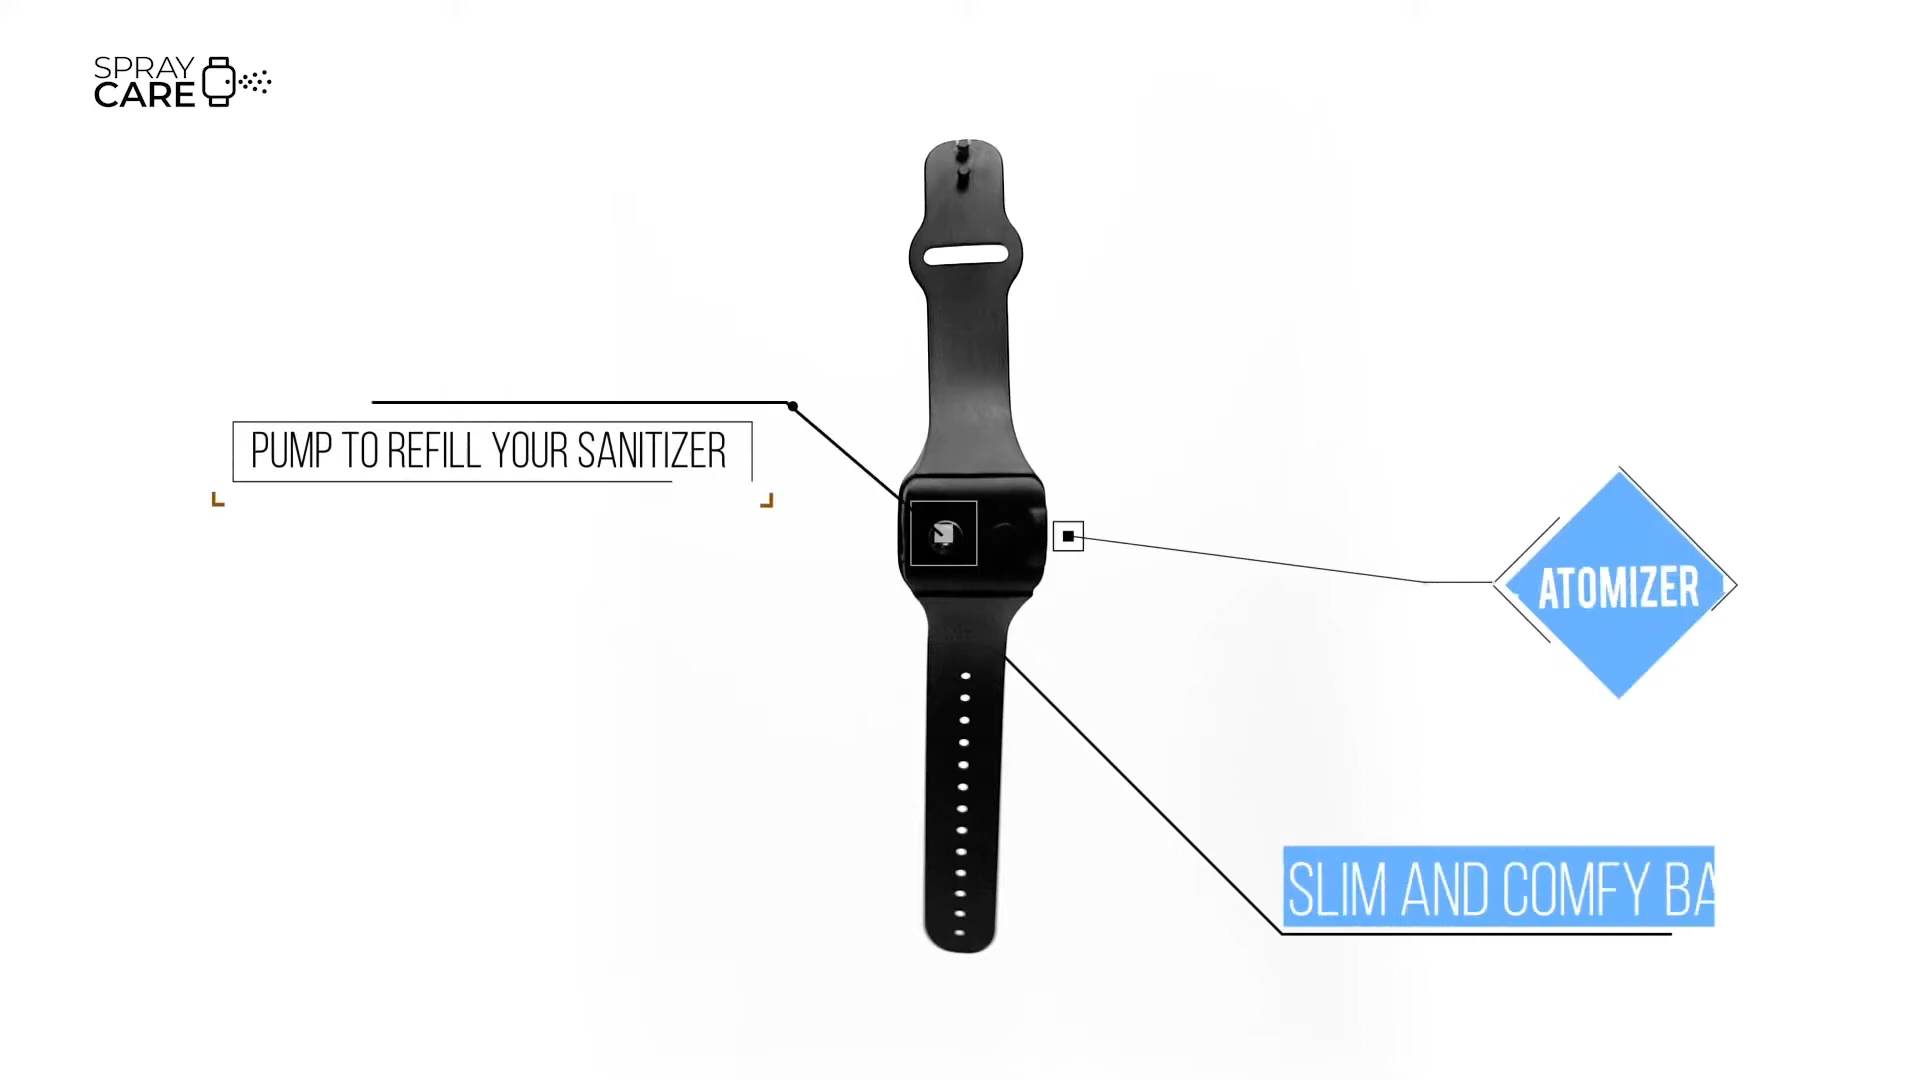 SPRAY
CARE
PUMP TO REFILL YOUR SANITIZER
ATOMIZER
SLIM AND COMFY BA